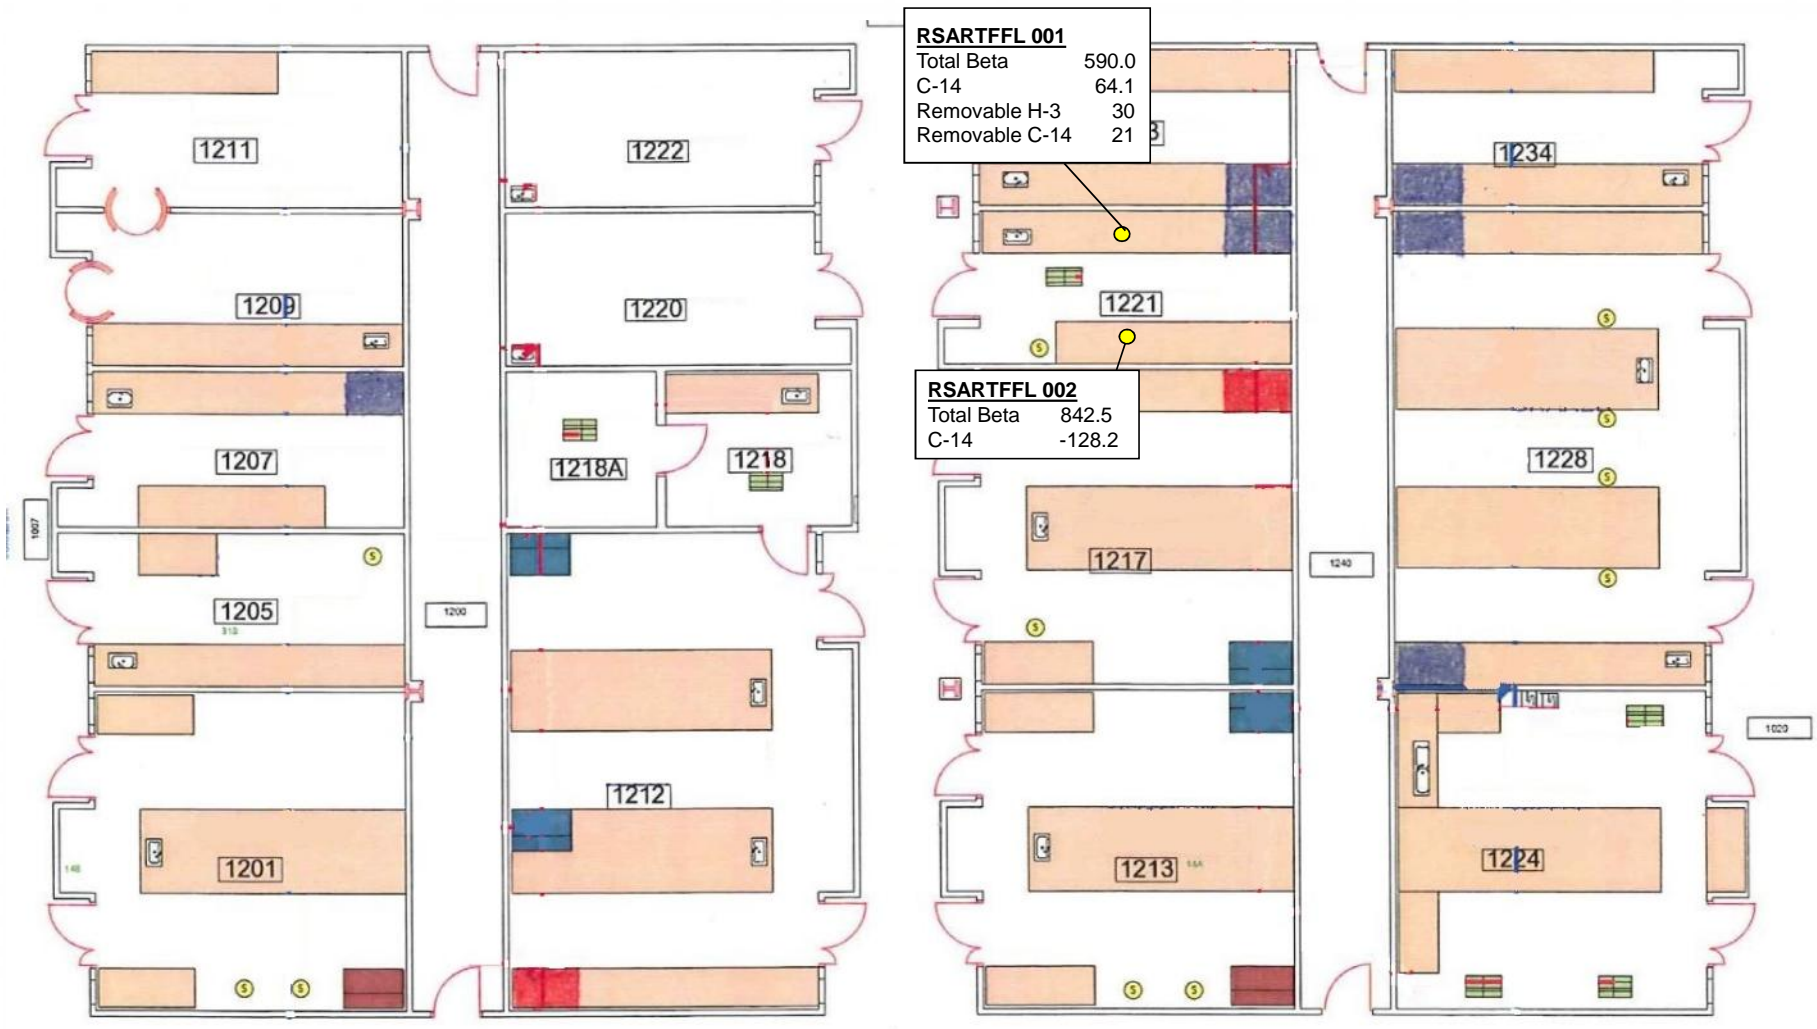 RSARTFFL 001
Total Beta 590.0
C-14 64.1
Removable H-3 30
Removable C-14 21
1211
1222
1234
1209
1220
1221
RSARTFFL 002
Total Beta 842.5
C-14 -128.2
1207
1218A
1218
1228
1007
S
S
S
S
S
S
S
1217
1240
1205
1200
1020
1212
1201
1213
1224
S
S
S
S